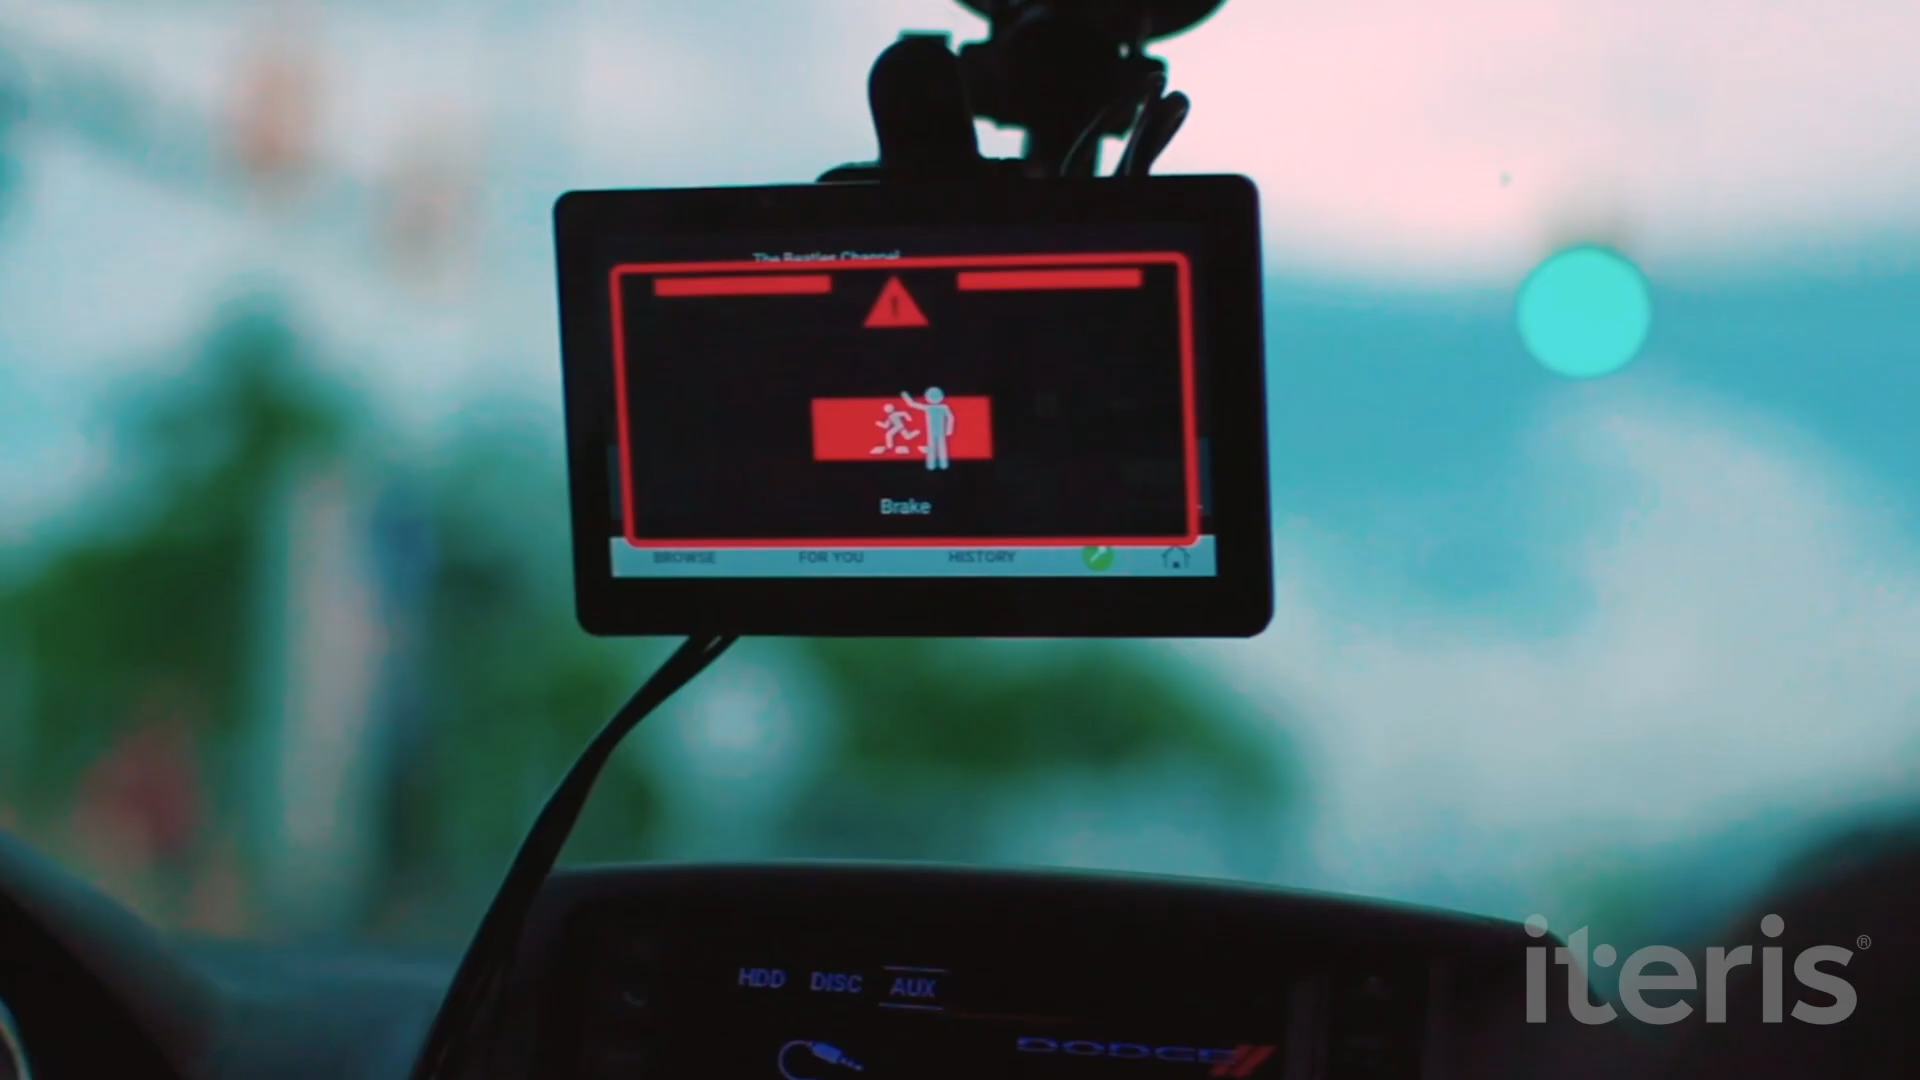 The Beatles Channel
!
Brake
BROWSE FOR YOU HISTORY
HDD DISC AUX
DODGE
iteris®